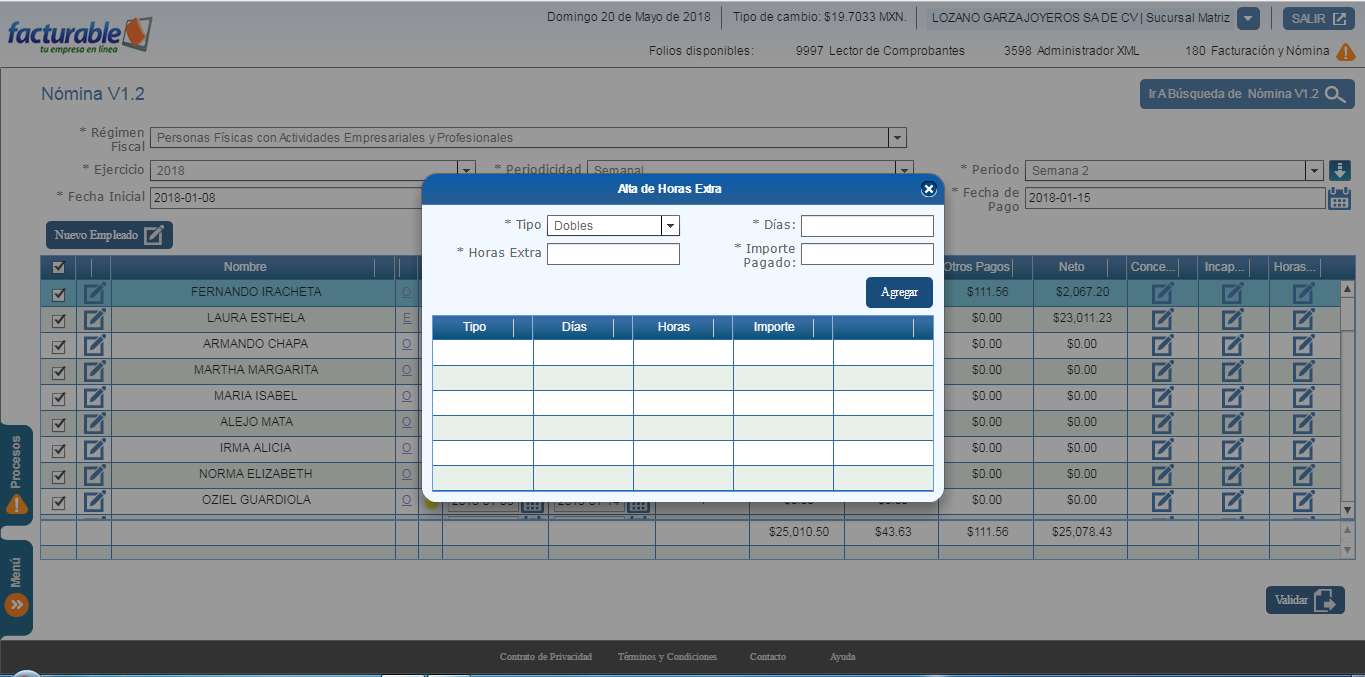 Domingo 20 de Mayo de 2018 Tipo de cambio: $19.7033 MXN. LOZANO GARZAJOYEROS SA DE CV | Sucursal Matriz SALIR
facturable
tu empresa en línea
Folios disponibles: 9997 Lector de Comprobantes 3598 Administrador XML 180 Facturación y Nómina
Nómina V1.2
Ir A Búsqueda de Nómina V1.2
* Régimen Fiscal Personas Físicas con Actividades Empresariales y Profesionales
* Ejercicio 2018 * Periodicidad Semanal * Periodo Semana 2
* Fecha Inicial 2018-01-08 * Fecha de Pago 2018-01-15
Nuevo Empleado
Alta de Horas Extra
* Tipo Dobles * Días:
* Horas Extra * Importe Pagado:
Agregar
Tipo Días Horas Importe
Nombre Otros Pagos Neto Conce... Incap... Horas...
FERNANDO IRACHETA O $111.56 $2,067.20
LAURA ESTHELA E $0.00 $23,011.23
ARMANDO CHAPA O $0.00 $0.00
MARTHA MARGARITA O $0.00 $0.00
MARIA ISABEL O $0.00 $0.00
ALEJO MATA O $0.00 $0.00
IRMA ALICIA O $0.00 $0.00
NORMA ELIZABETH O $0.00 $0.00
OZIEL GUARDIOLA O $0.00 $0.00
$25,010.50 $43.63 $111.56 $25,078.43
Procesos
Menú
Validar
Contrato de Privacidad Términos y Condiciones Contacto Ayuda